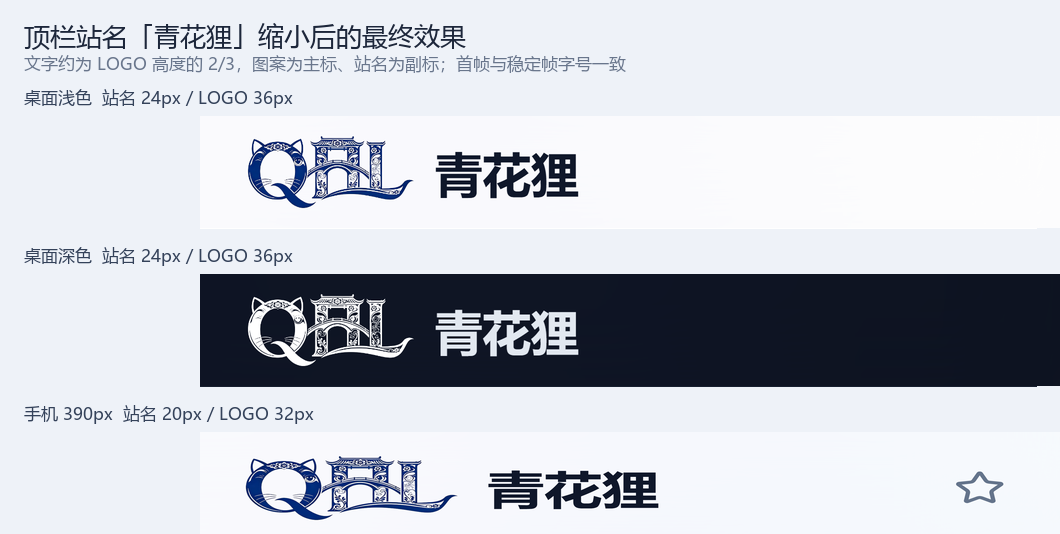 顶栏站名「青花狸」缩小后的最终效果
文字约为 LOGO 高度的 2/3，图案为主标、站名为副标；首帧与稳定帧字号一致
桌面浅色 站名 24px / LOGO 36px
QHL 青花狸
桌面深色 站名 24px / LOGO 36px
QHL 青花狸
手机 390px 站名 20px / LOGO 32px
QHL 青花狸